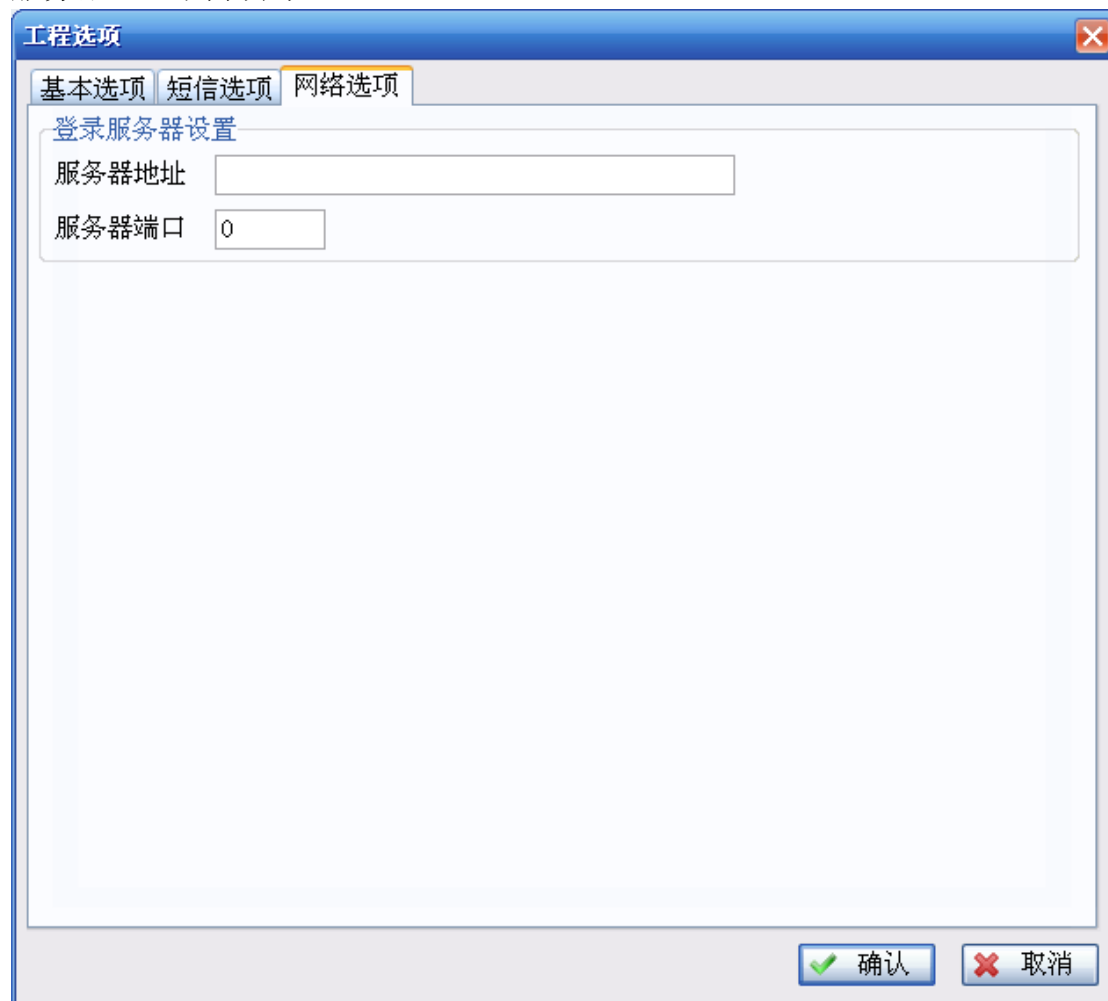 工程选项
基本选项 短信选项 网络选项
登录服务器设置
服务器地址
服务器端口 0
确认 取消